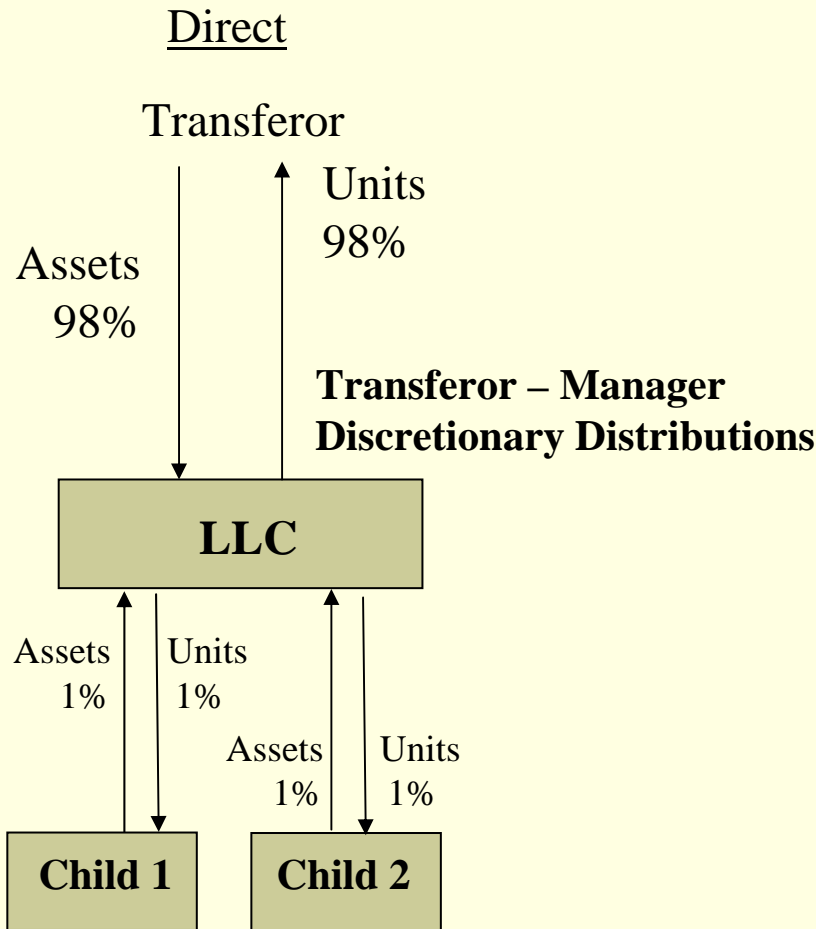 Direct
Transferor
Units
98%
Assets
98%
Transferor – Manager
Discretionary Distributions
LLC
Assets
1%
Units
1%
Assets
1%
Units
1%
Child 1
Child 2